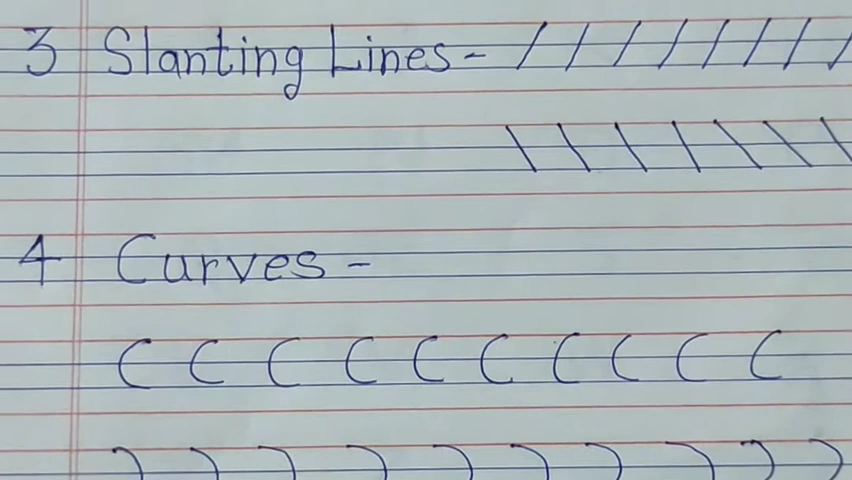 3 Slanting Lines - / / / / / / / /
\ \ \ \ \ \ \
4 Curves -
C C C C C C C C C C
) ) ) ) ) ) ) ) ) )